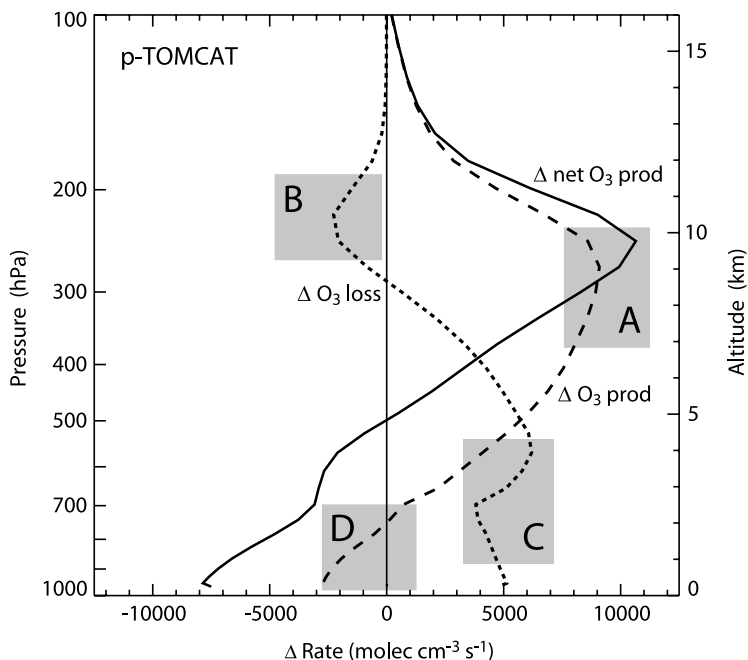 p-TOMCAT
Pressure (hPa)
100
200
300
400
500
700
1000
Altitude (km)
15
10
5
0
Δ net O₃ prod
B
A
Δ O₃ loss
Δ O₃ prod
D
C
-10000 -5000 0 5000 10000
Δ Rate (molec cm⁻³ s⁻¹)